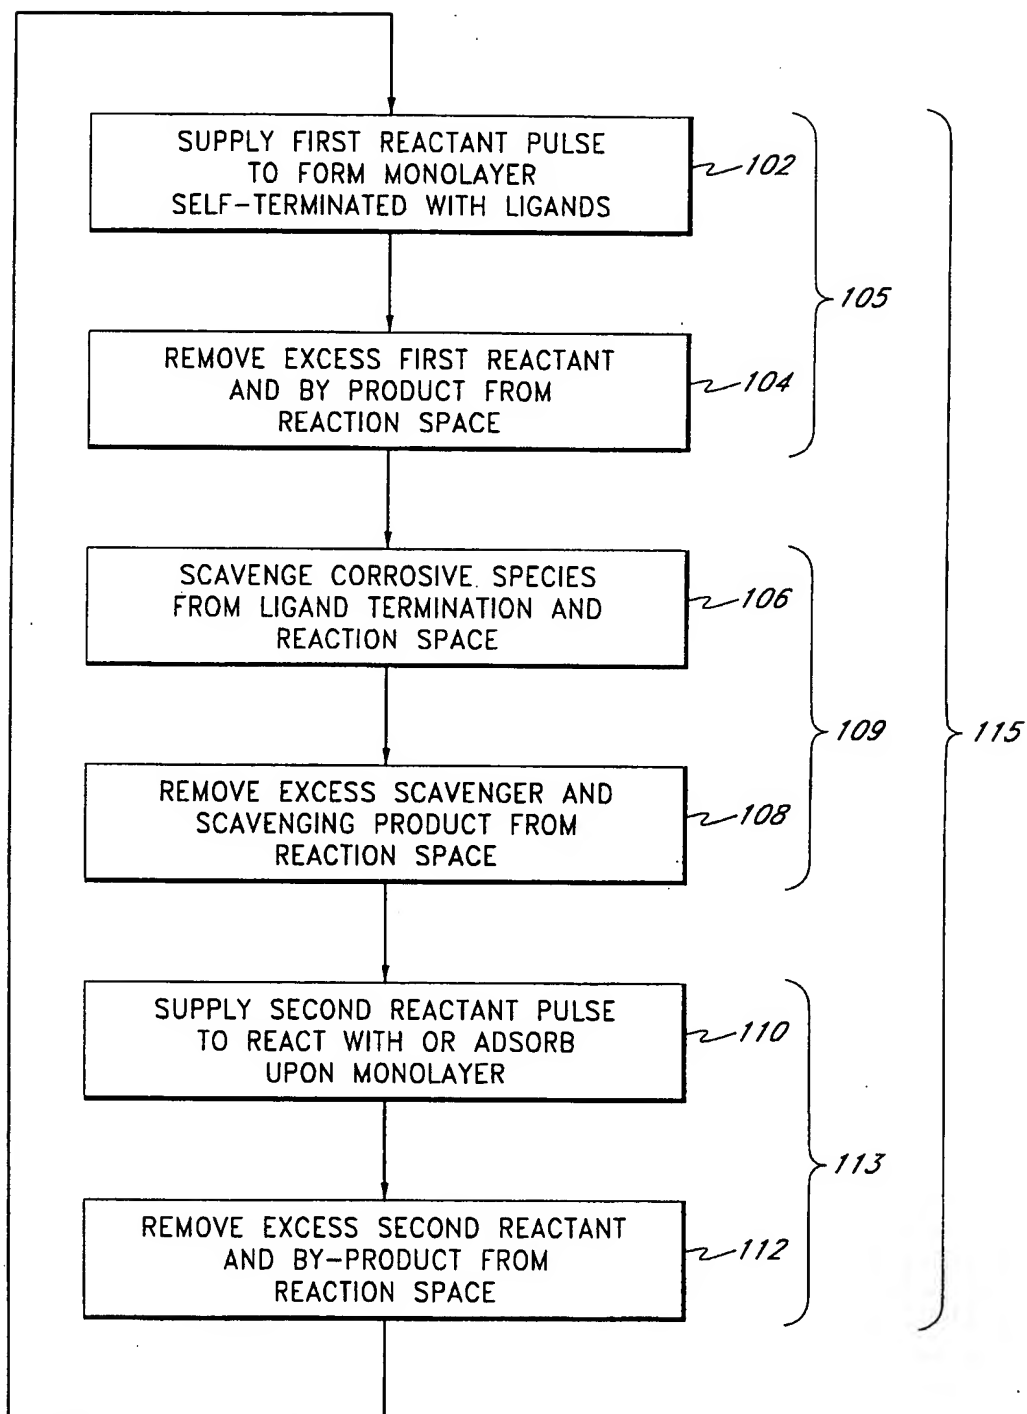 SUPPLY FIRST REACTANT PULSE
TO FORM MONOLAYER
SELF-TERMINATED WITH LIGANDS
102
105
REMOVE EXCESS FIRST REACTANT
AND BY PRODUCT FROM
REACTION SPACE
104
SCAVENGE CORROSIVE SPECIES
FROM LIGAND TERMINATION AND
REACTION SPACE
106
109
115
REMOVE EXCESS SCAVENGER AND
SCAVENGING PRODUCT FROM
REACTION SPACE
108
SUPPLY SECOND REACTANT PULSE
TO REACT WITH OR ADSORB
UPON MONOLAYER
110
113
REMOVE EXCESS SECOND REACTANT
AND BY-PRODUCT FROM
REACTION SPACE
112